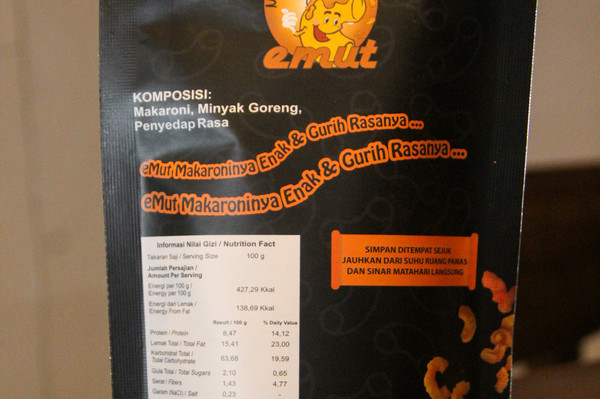 emut
KOMPOSISI:
Makaroni, Minyak Goreng,
Penyedap Rasa
eMut Makaroninya Enak & Gurih Rasanya ...
eMut Makaroninya Enak & Gurih Rasanya ...
SIMPAN DITEMPAT SEJUK
JAUHKAN DARI SUHU RUANG PANAS
DAN SINAR MATAHARI LANGSUNG
Informasi Nilai Gizi / Nutrition Fact
Takaran Saji / Serving Size 100 g
Jumlah Persajian /
Amount Per Serving
Energi per 100 g /
Energy per 100 g 427,29 Kkal
Energi dari Lemak /
Energy From Fat 138,69 Kkal
Result / 100 g % Daily Value
Protein / Protein 8,47 14,12
Lemak Total / Total Fat 15,41 23,00
Karbohidrat Total /
Total Carbohydrate 63,68 19,59
Gula Total / Total Sugars 2,10 0,65
Serat / Fibers 1,43 4,77
Garam (NaCl) / Salt 0,23 -